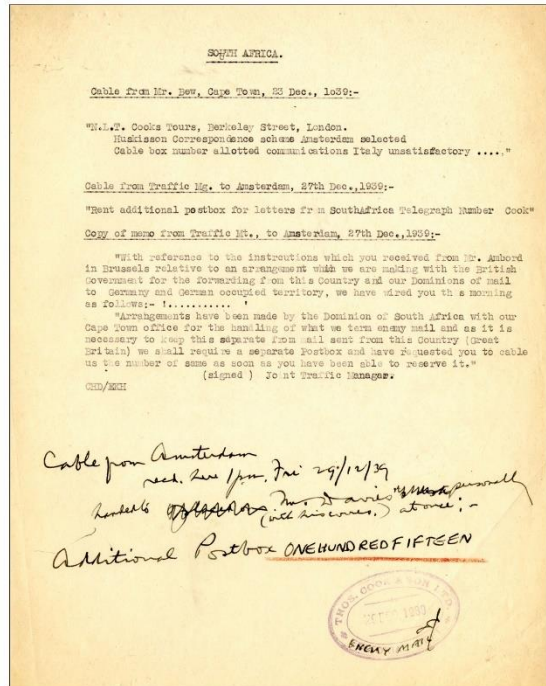 SOUTH AFRICA.
Cable from Mr. Bew, Cape Town, 23 Dec., 1o39:-
"N.L.T. Cooks Tours, Berkeley Street, London.
Huskisson Correspondance scheme Amsterdam selected
Cable box number allotted communications Italy unsatisfactory ...."
Cable from Traffic Mg. to Amsterdam, 27th Dec.,1939;-
"Rent additional postbox for letters fr m SouthAfrica Telegraph Number Cook"
Copy of memo from Traffic Mt., to Amsterdam, 27th Dec.,1939;-
"With reference to the instructions which you received from Mr. Ambord
in Brussels relative to an arrangement which we are making with the British
Government for the forwarding from this Country and our Dominions of mail
to Germany and German occupied territory, we have wired you th s morning
as follows:- !..........'
"Arrangements have been made by the Dominion of South Africa with our
Cape Town office for the handling of what we term enemy mail and as it is
necessary to keep this separate from mail sent from this Country (Great
Britain) we shall require a separate Postbox and have requested you to cable
us the number of same as soon as you have been able to reserve it."
(signed ) Joint Traffic Manager.
CHD/EKH
Cable from Amsterdam
recd. here 1pm, Fri 29/12/39
handed to Mr Davies personally
at once; -
Additional Postbox ONEHUNDREDFIFTEEN
THOS. COOK & SON LTD.
DEC 1939
ENEMY MAIL